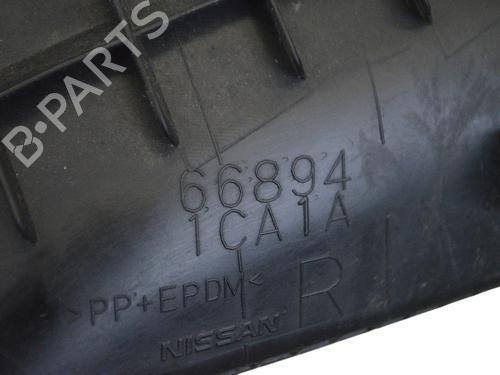 B-PARTS
66894
1CA1A
>PP+EPDM<
R
NISSAN